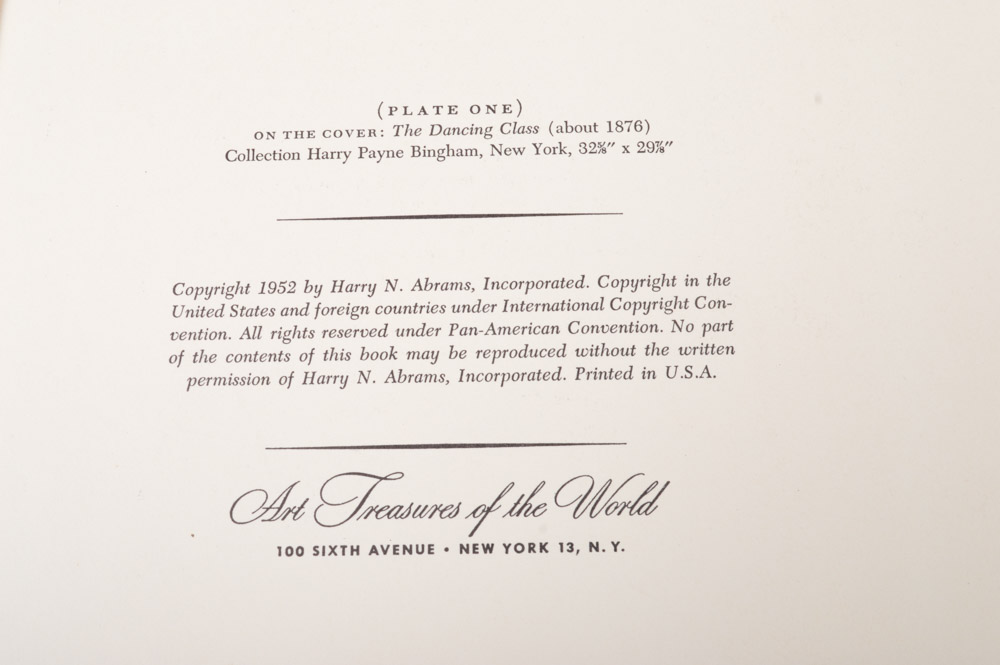 (PLATE ONE)
ON THE COVER: The Dancing Class (about 1876)
Collection Harry Payne Bingham, New York, 32⅝″ x 29⅞″
Copyright 1952 by Harry N. Abrams, Incorporated. Copyright in the
United States and foreign countries under International Copyright Con-
vention. All rights reserved under Pan-American Convention. No part
of the contents of this book may be reproduced without the written
permission of Harry N. Abrams, Incorporated. Printed in U.S.A.
Art Treasures of the World
100 SIXTH AVENUE • NEW YORK 13, N. Y.